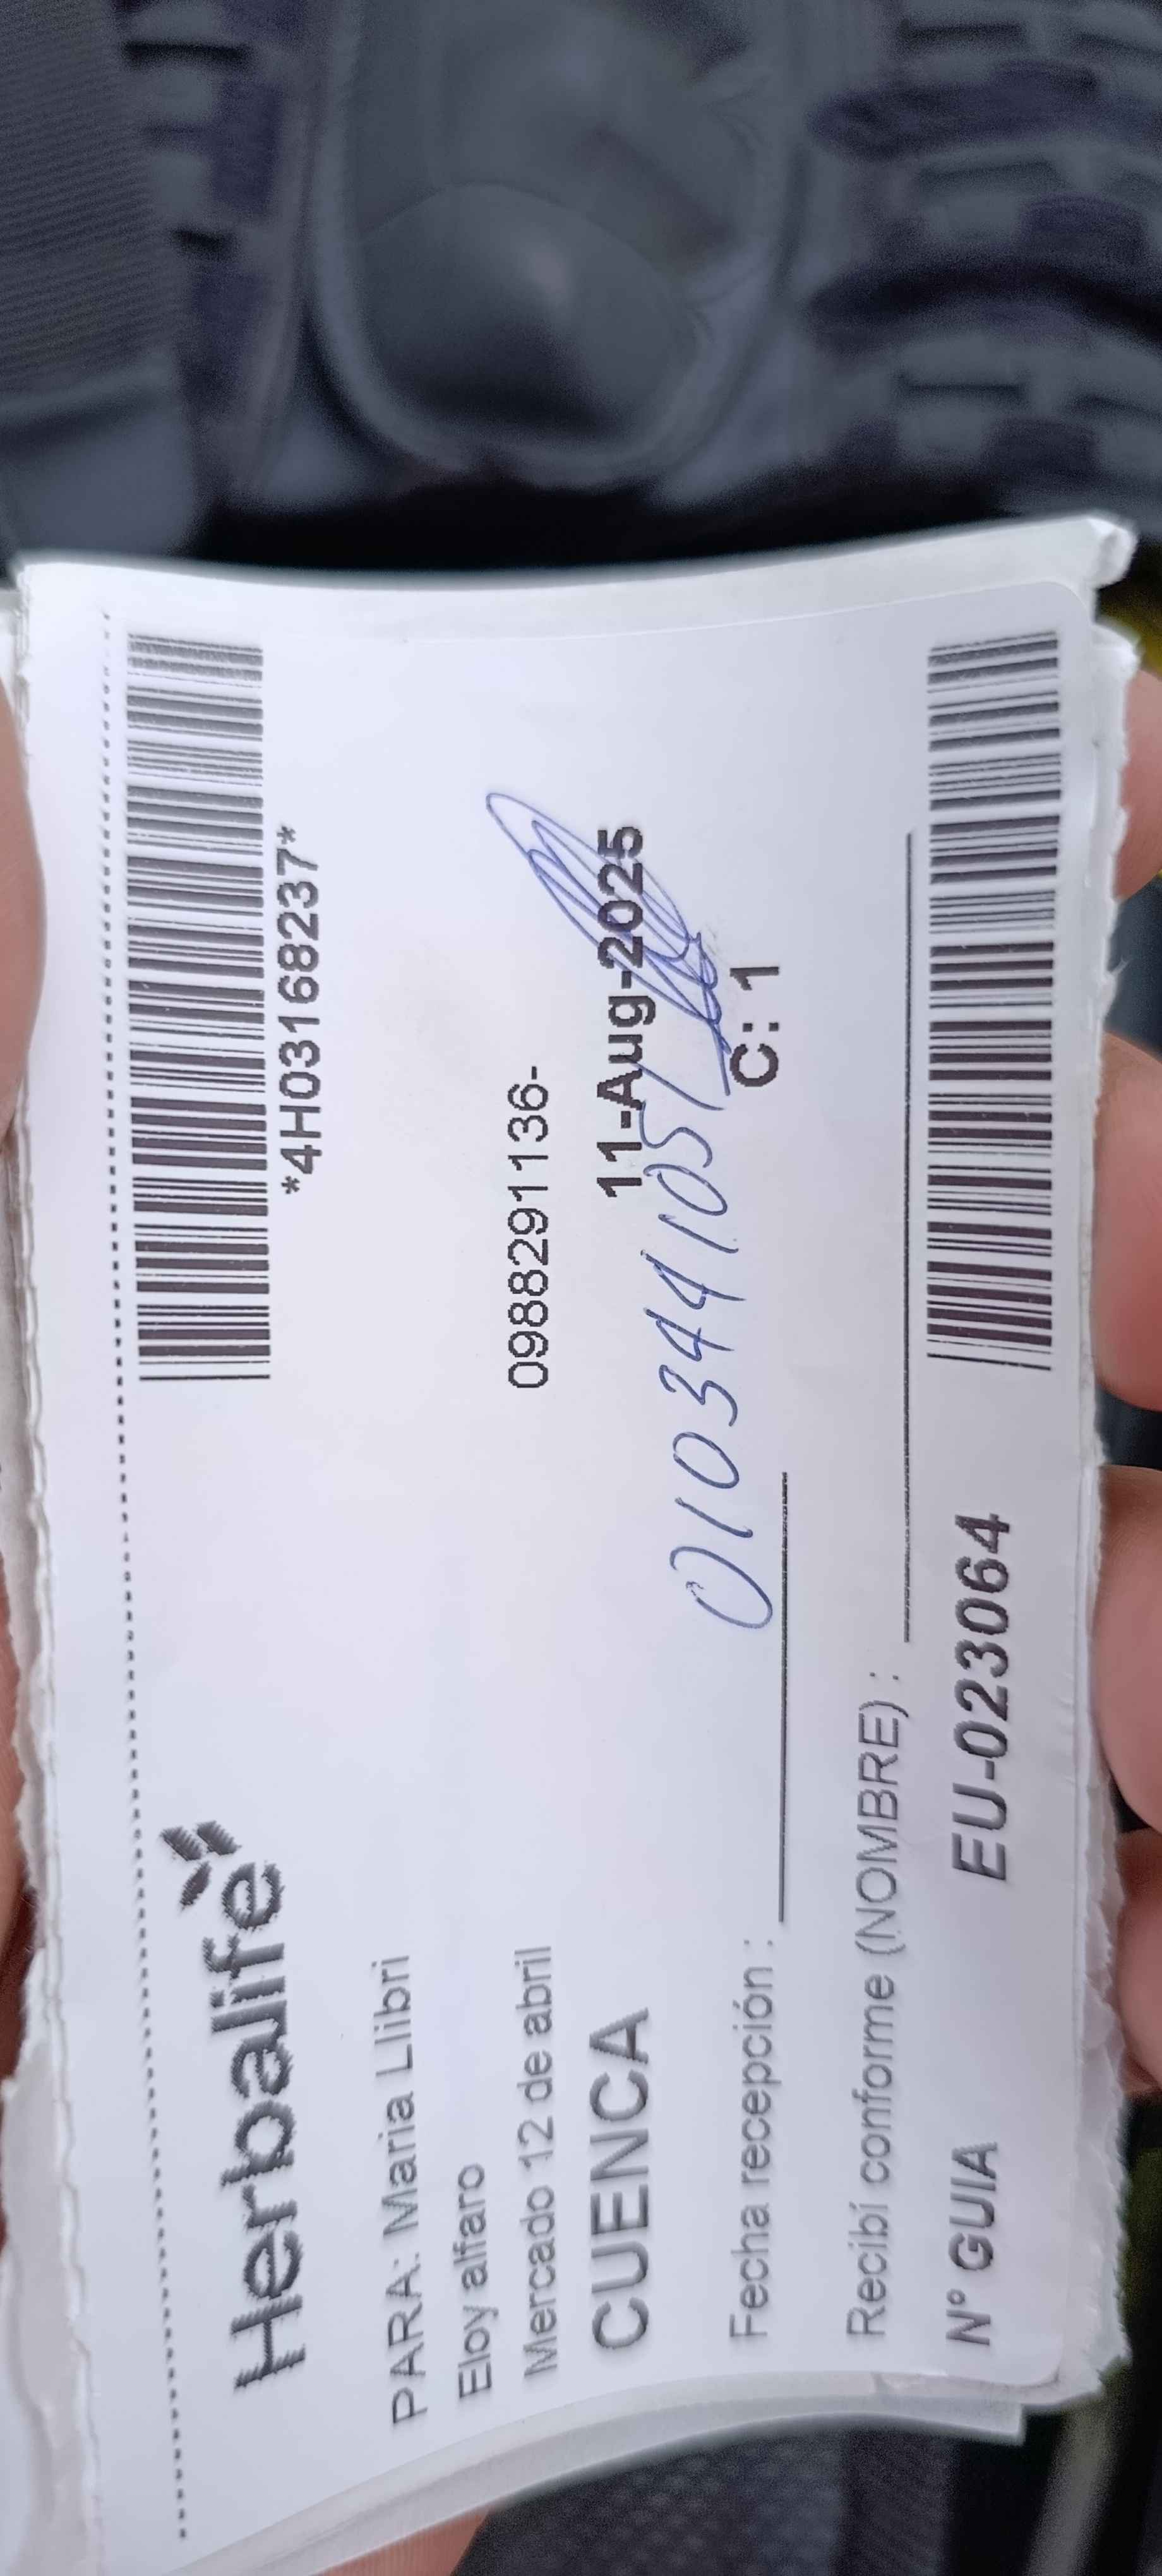 Herbalife
*4H03168237*
PARA: Maria Llibri
Eloy alfaro
Mercado 12 de abril
0988291136-
CUENCA
11-Aug-2025
0103441051
Fecha recepción :
C: 1
Recibí conforme (NOMBRE) :
N° GUIA
EU-023064